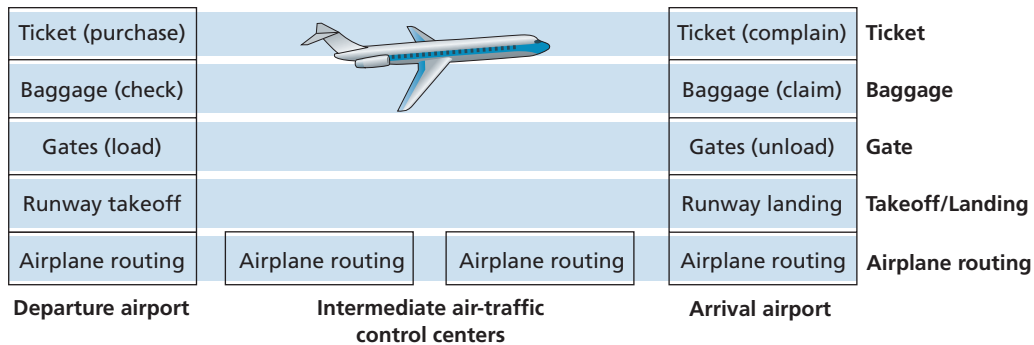 Ticket (purchase) Ticket (complain) Ticket
Baggage (check) Baggage (claim) Baggage
Gates (load) Gates (unload) Gate
Runway takeoff Runway landing Takeoff/Landing
Airplane routing Airplane routing Airplane routing Airplane routing Airplane routing
Departure airport Intermediate air-traffic Arrival airport
control centers